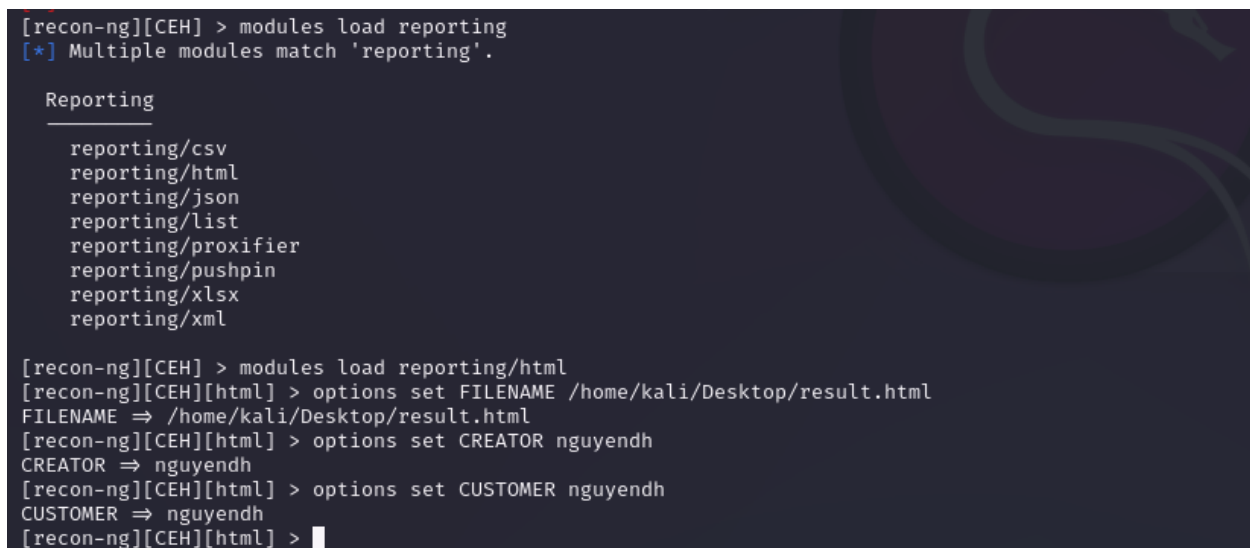 [recon-ng][CEH] > modules load reporting
[*] Multiple modules match 'reporting'.
Reporting
reporting/csv
reporting/html
reporting/json
reporting/list
reporting/proxifier
reporting/pushpin
reporting/xlsx
reporting/xml
[recon-ng][CEH] > modules load reporting/html
[recon-ng][CEH][html] > options set FILENAME /home/kali/Desktop/result.html
FILENAME ⇒ /home/kali/Desktop/result.html
[recon-ng][CEH][html] > options set CREATOR nguyendh
CREATOR ⇒ nguyendh
[recon-ng][CEH][html] > options set CUSTOMER nguyendh
CUSTOMER ⇒ nguyendh
[recon-ng][CEH][html] >